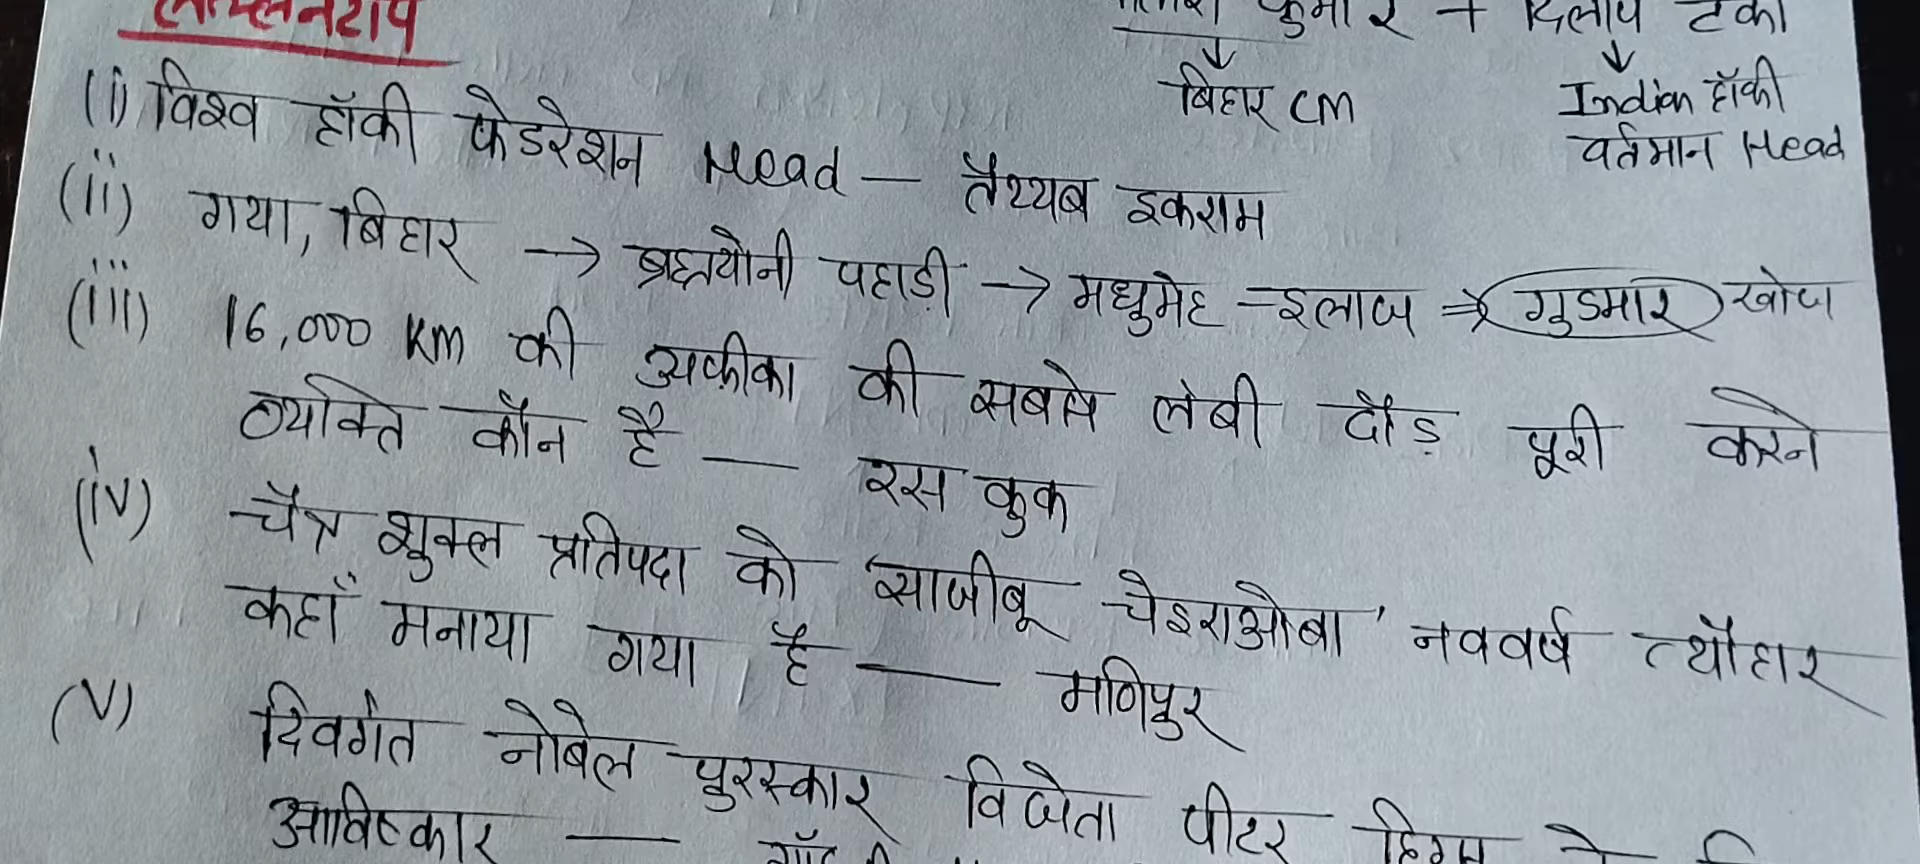 कुमार + दिलीप टिर्की
↓ ↓
बिहार CM Indian हॉकी
वर्तमान Head
(i) विश्व हॉकी फेडरेशन Head — तैय्यब इकराम
(ii) गया, बिहार → ब्रह्मयोनी पहाड़ी → मधुमेह - इलाज ⇒ गुड़मार खोज
(iii) 16,000 KM की अफ्रीका की सबसे लंबी दौड़ पूरी करने
व्यक्ति कौन है — रस कुक
(iv) चैत्र शुक्ल प्रतिपदा को 'साजीबू चेइराओबा' नववर्ष त्यौहार
कहाँ मनाया गया है — मणिपुर
(v) दिवगंत नोबेल पुरस्कार विजेता पीटर हिग्स ने
आविष्कार —